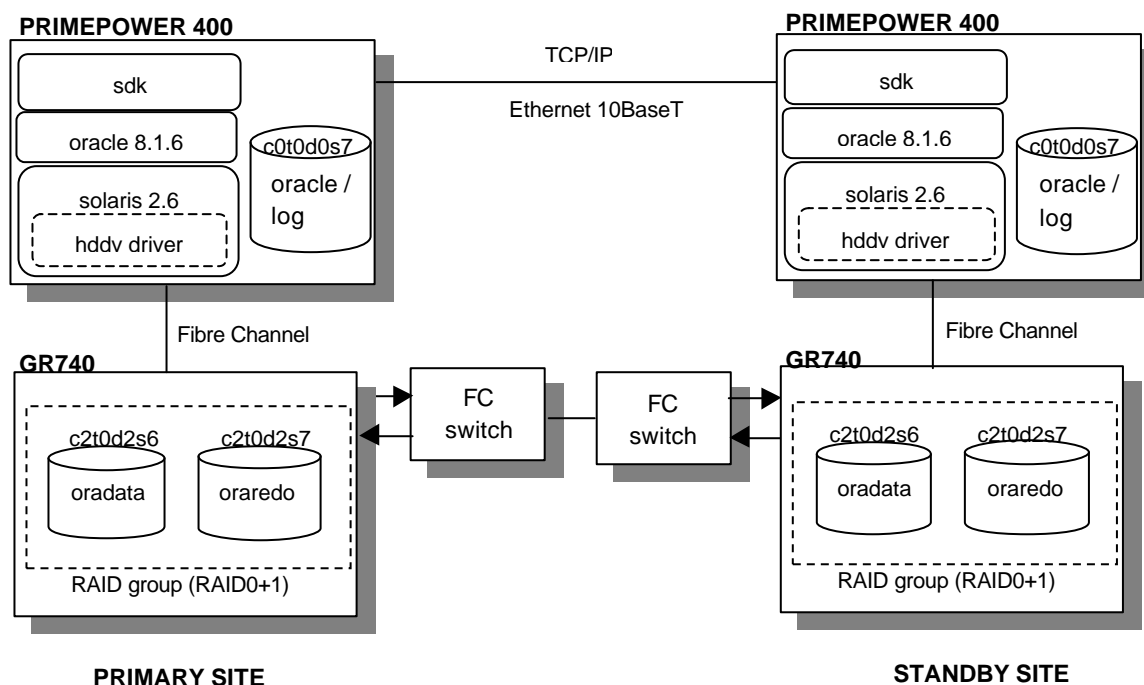 PRIMEPOWER 400
sdk
oracle 8.1.6
solaris 2.6
hddv driver
c0t0d0s7
oracle /
log
TCP/IP
Ethernet 10BaseT
PRIMEPOWER 400
sdk
oracle 8.1.6
solaris 2.6
hddv driver
c0t0d0s7
oracle /
log
Fibre Channel
Fibre Channel
GR740
c2t0d2s6
oradata
c2t0d2s7
oraredo
RAID group (RAID0+1)
FC
switch
FC
switch
GR740
c2t0d2s6
oradata
c2t0d2s7
oraredo
RAID group (RAID0+1)
PRIMARY SITE
STANDBY SITE